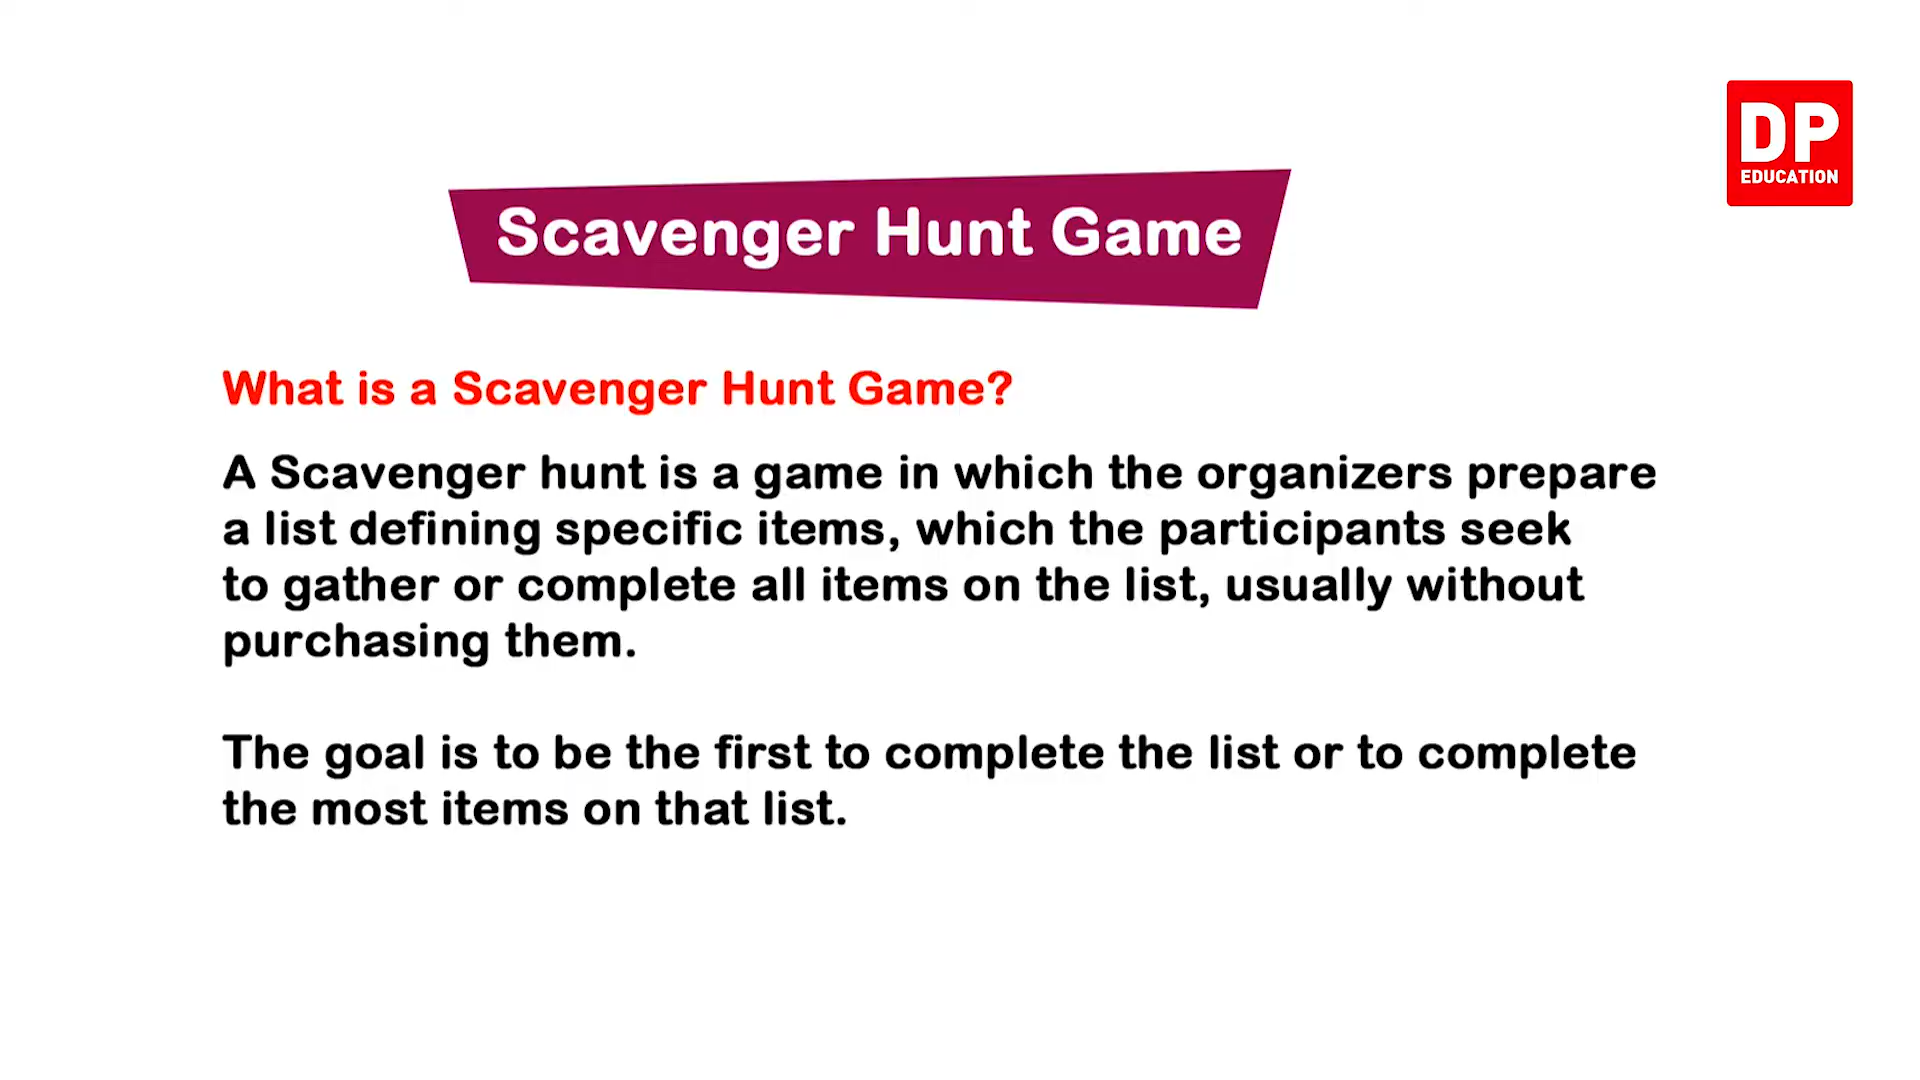 DP
EDUCATION
Scavenger Hunt Game
What is a Scavenger Hunt Game?
A Scavenger hunt is a game in which the organizers prepare
a list defining specific items, which the participants seek
to gather or complete all items on the list, usually without
purchasing them.
The goal is to be the first to complete the list or to complete
the most items on that list.